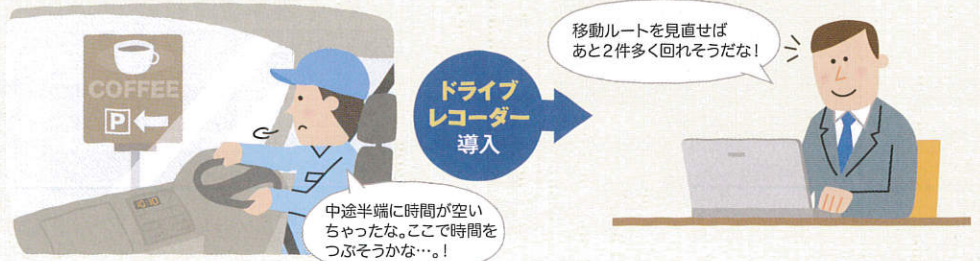 COFFEE
P
中途半端に時間が空い
ちゃったな。ここで時間を
つぶそうかな…。!
ドライブ
レコーダー
導入
移動ルートを見直せば
あと2件多く回れそうだな!